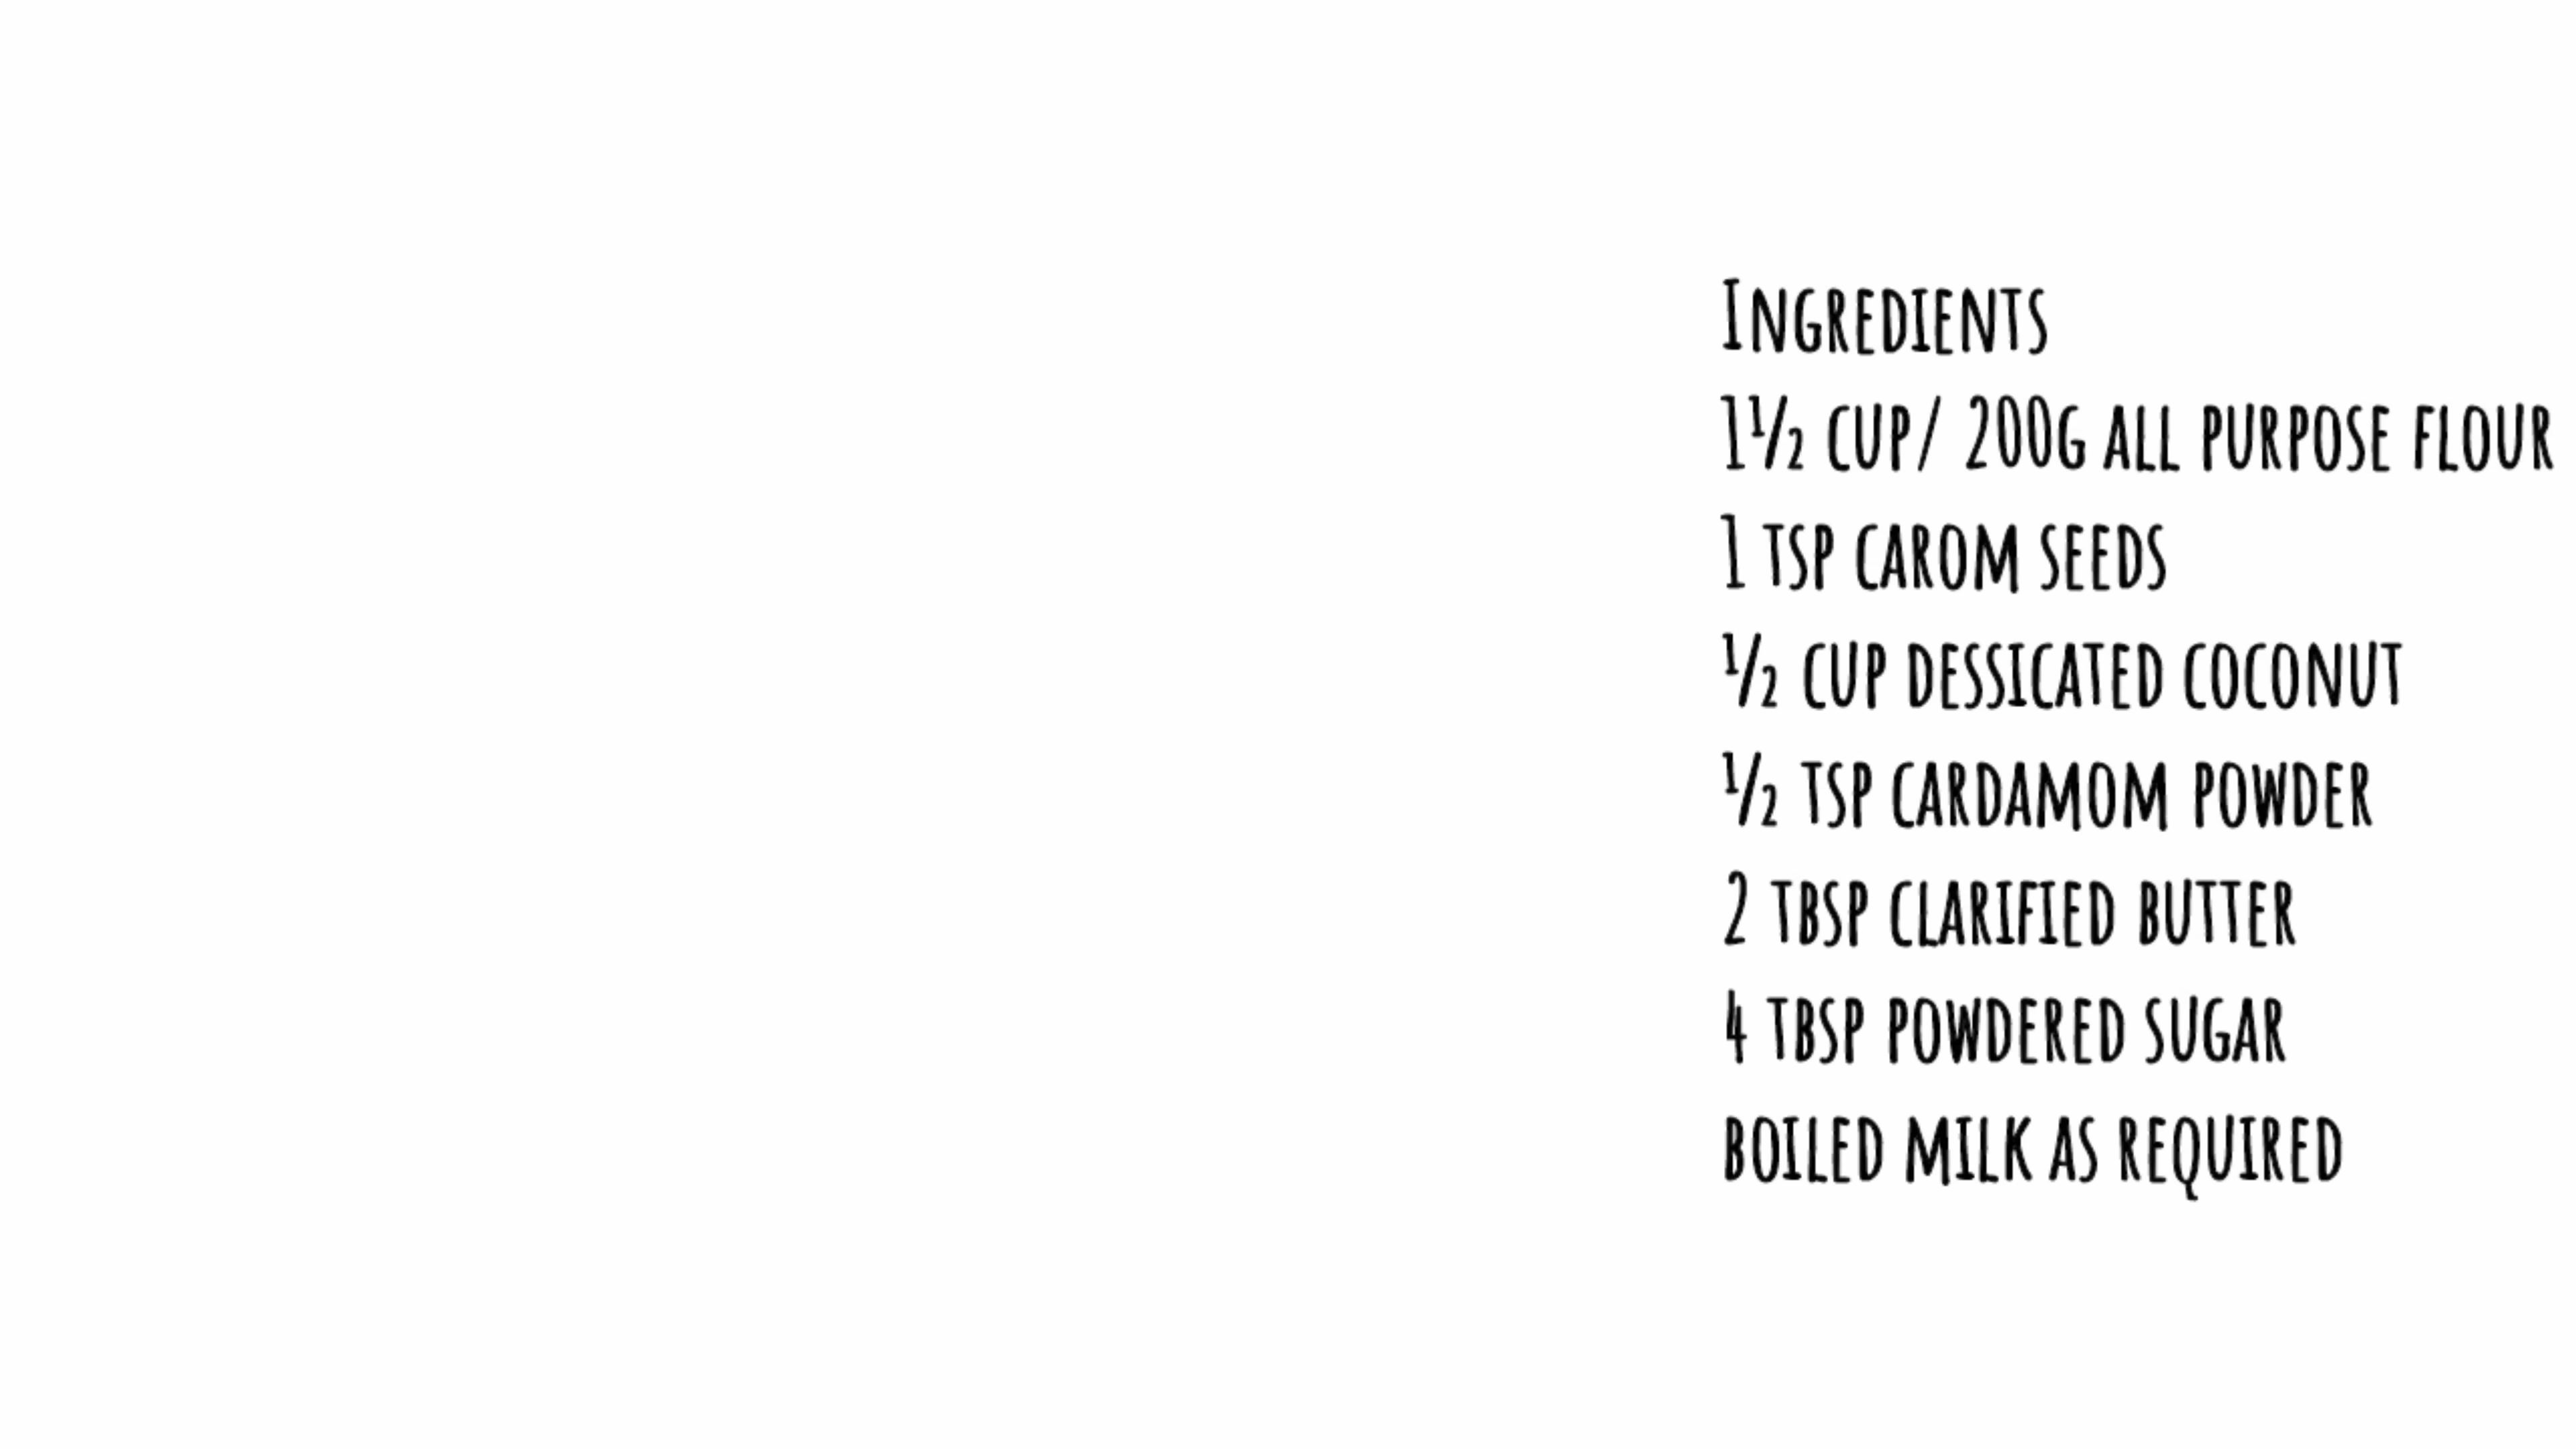 Ingredients
1½ cup/ 200g all purpose flour
1 tsp carom seeds
½ cup dessicated coconut
½ tsp cardamom powder
2 tbsp clarified butter
4 tbsp powdered sugar
boiled milk as required